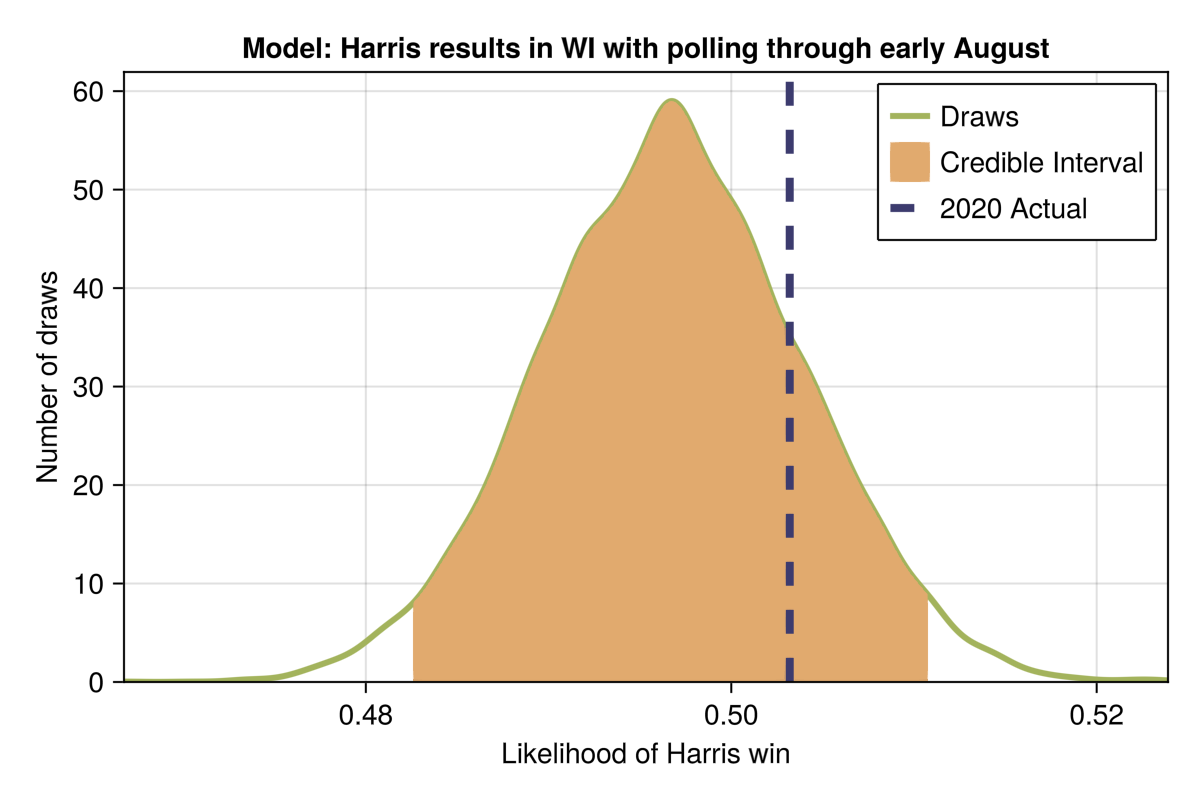 Model: Harris results in WI with polling through early August
60
50
40
30
20
10
0
Number of draws
Draws
Credible Interval
2020 Actual
0.48
0.50
0.52
Likelihood of Harris win